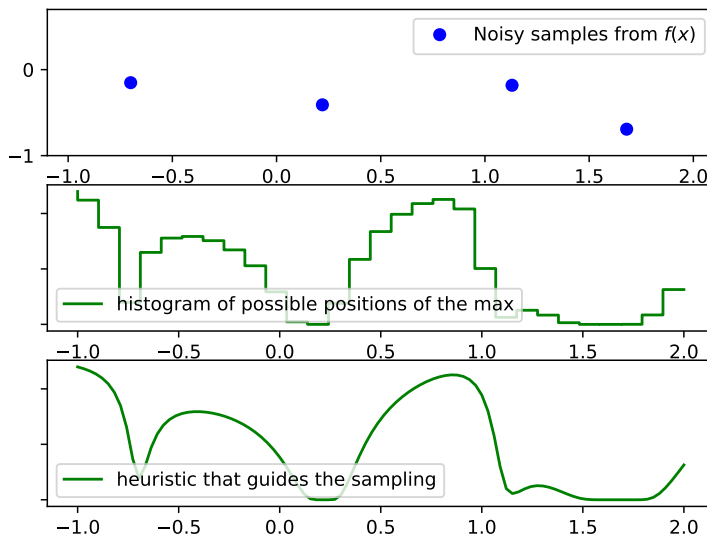 Noisy samples from f(x)
0
−1
−1.0 −0.5 0.0 0.5 1.0 1.5 2.0
histogram of possible positions of the max
−1.0 −0.5 0.0 0.5 1.0 1.5 2.0
heuristic that guides the sampling
−1.0 −0.5 0.0 0.5 1.0 1.5 2.0